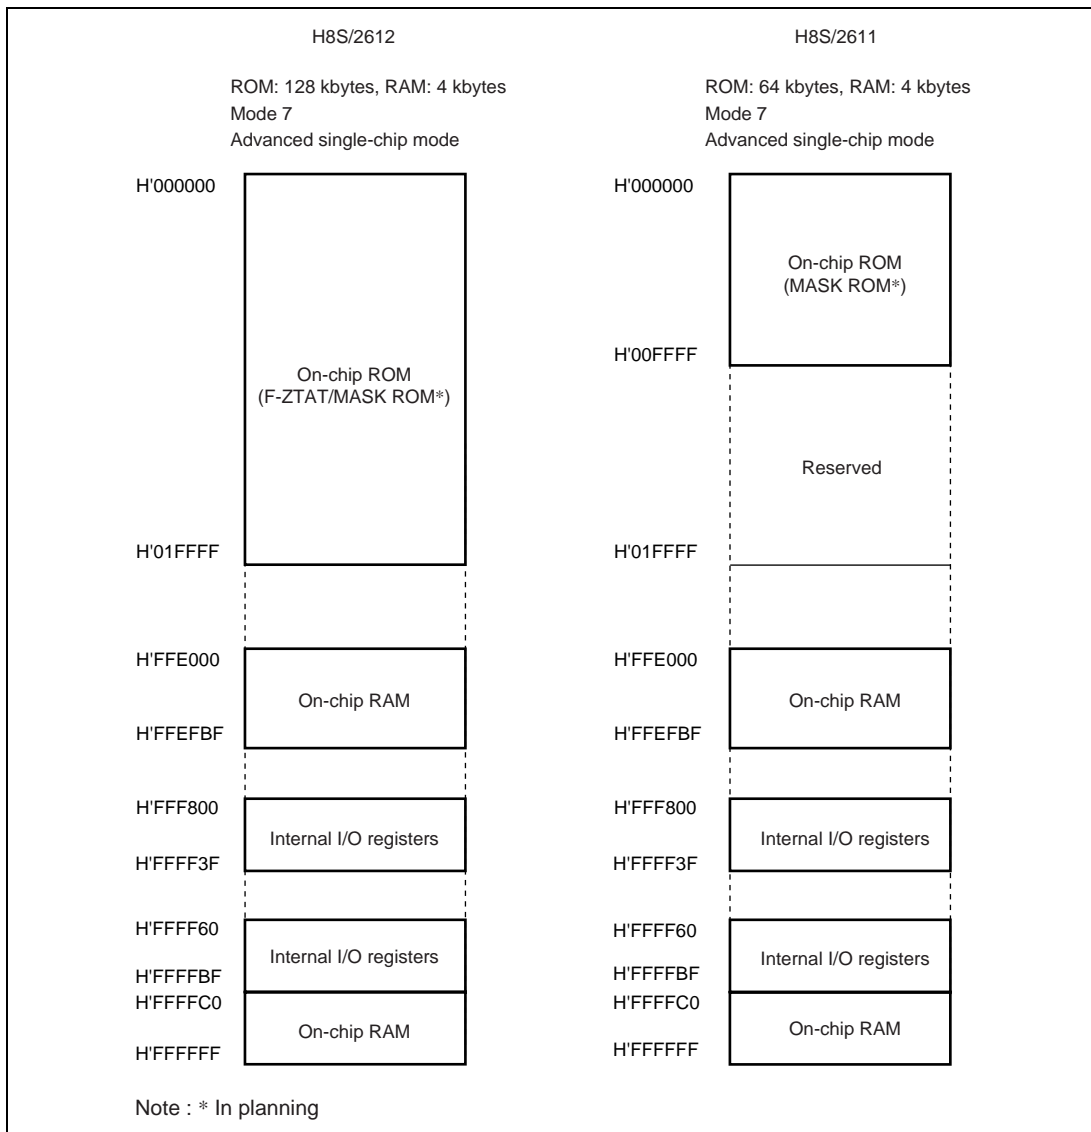 H8S/2612
ROM: 128 kbytes, RAM: 4 kbytes
Mode 7
Advanced single-chip mode
H'000000
On-chip ROM
(F-ZTAT/MASK ROM*)
H'01FFFF
H'FFE000
On-chip RAM
H'FFEFBF
H'FFF800
Internal I/O registers
H'FFFF3F
H'FFFF60
Internal I/O registers
H'FFFFBF
H'FFFFC0
On-chip RAM
H'FFFFFF
H8S/2611
ROM: 64 kbytes, RAM: 4 kbytes
Mode 7
Advanced single-chip mode
H'000000
On-chip ROM
(MASK ROM*)
H'00FFFF
Reserved
H'01FFFF
H'FFE000
On-chip RAM
H'FFEFBF
H'FFF800
Internal I/O registers
H'FFFF3F
H'FFFF60
Internal I/O registers
H'FFFFBF
H'FFFFC0
On-chip RAM
H'FFFFFF
Note : * In planning